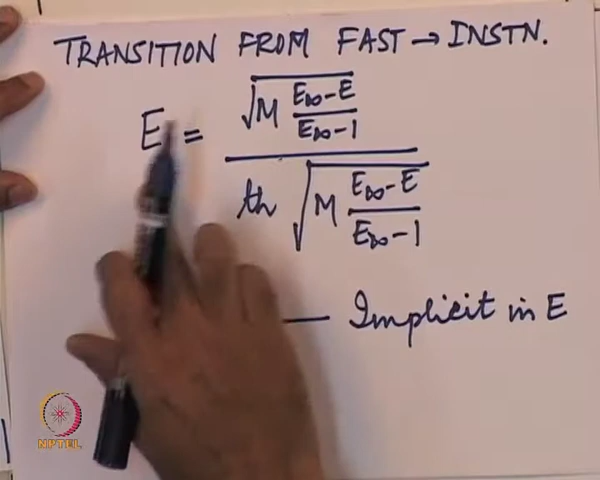 TRANSITION FROM FAST → INSTN.
E = √(M (E∞-E)/(E∞-1)) / th √(M (E∞-E)/(E∞-1))
— Implicit in E
NPTEL